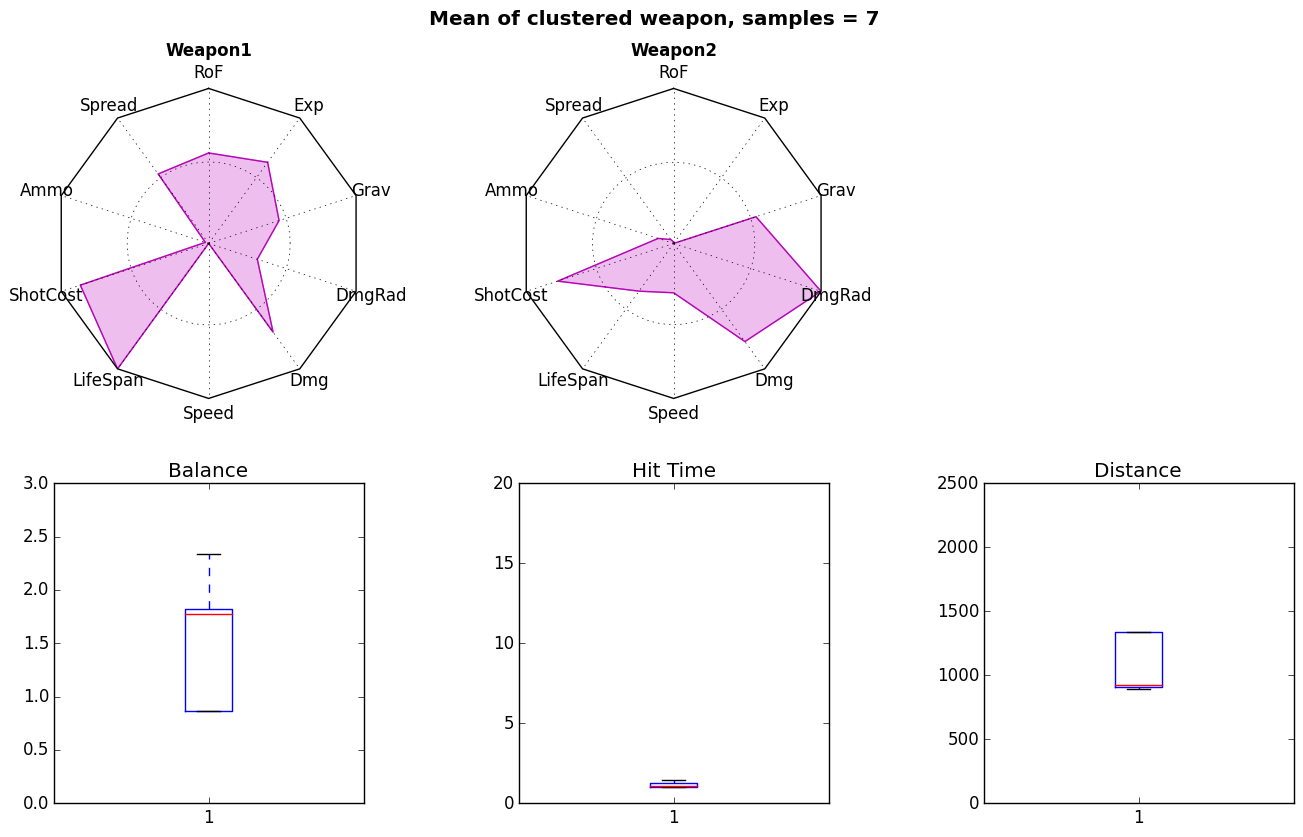 Mean of clustered weapon, samples = 7
Weapon1
RoF
Spread
Exp
Ammo
Grav
ShotCost
DmgRad
LifeSpan
Dmg
Speed
Weapon2
RoF
Spread
Exp
Ammo
Grav
ShotCost
DmgRad
LifeSpan
Dmg
Speed
Balance
3.0
2.5
2.0
1.5
1.0
0.5
0.0
1
Hit Time
20
15
10
5
0
1
Distance
2500
2000
1500
1000
500
0
1